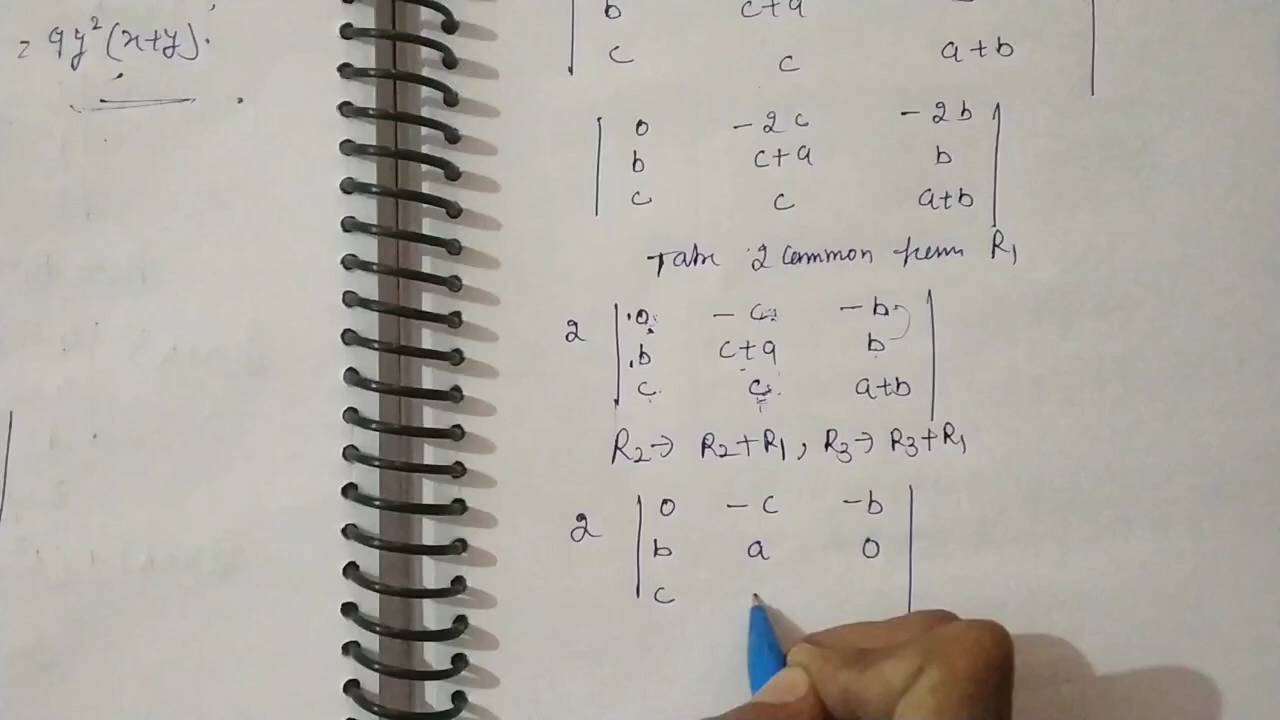 = 9y²(x+y).
b c+a
c c a+b
0 -2c -2b
b c+a b
c c a+b
Take 2 common from R₁
2
0 -c -b
b c+a b
c c a+b
R₂→ R₂+R₁, R₃→ R₃+R₁
2
0 -c -b
b a 0
c